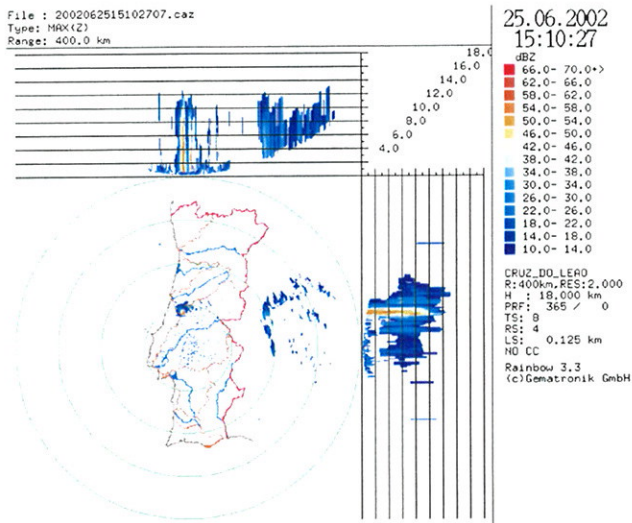 File : 2002062515102707.caz
Type: MAX(Z)
Range: 400.0 km
18.0
16.0
14.0
12.0
10.0
8.0
6.0
4.0
25.06.2002
15:10:27
dBZ
66.0- 70.0+>
62.0- 66.0
58.0- 62.0
54.0- 58.0
50.0- 54.0
46.0- 50.0
42.0- 46.0
38.0- 42.0
34.0- 38.0
30.0- 34.0
26.0- 30.0
22.0- 26.0
18.0- 22.0
14.0- 18.0
10.0- 14.0
CRUZ_DO_LEAO
R:400km,RES:2.000
H : 18.000 km
PRF: 365 / 0
TS: 8
RS: 4
LS: 0.125 km
NO CC
Rainbow 3.3
(c)Gematronik GmbH